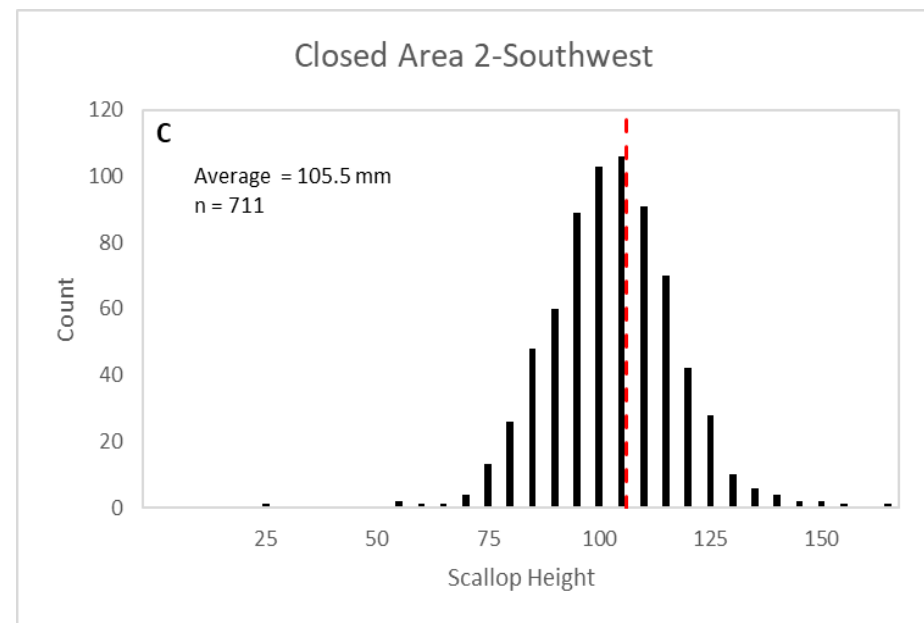 Closed Area 2-Southwest
C
Average = 105.5 mm
n = 711
Count
120
100
80
60
40
20
0
25 50 75 100 125 150
Scallop Height